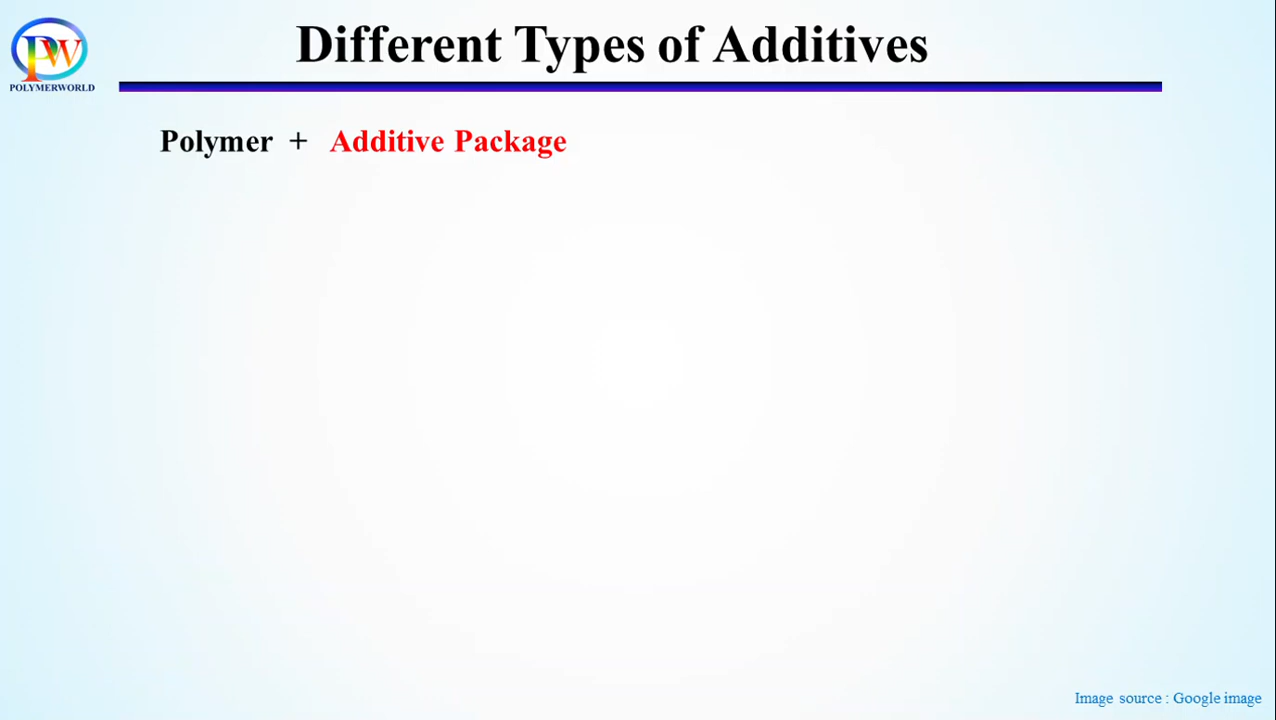 Different Types of Additives
PW
POLYMERWORLD
Polymer + Additive Package
Image source : Google image